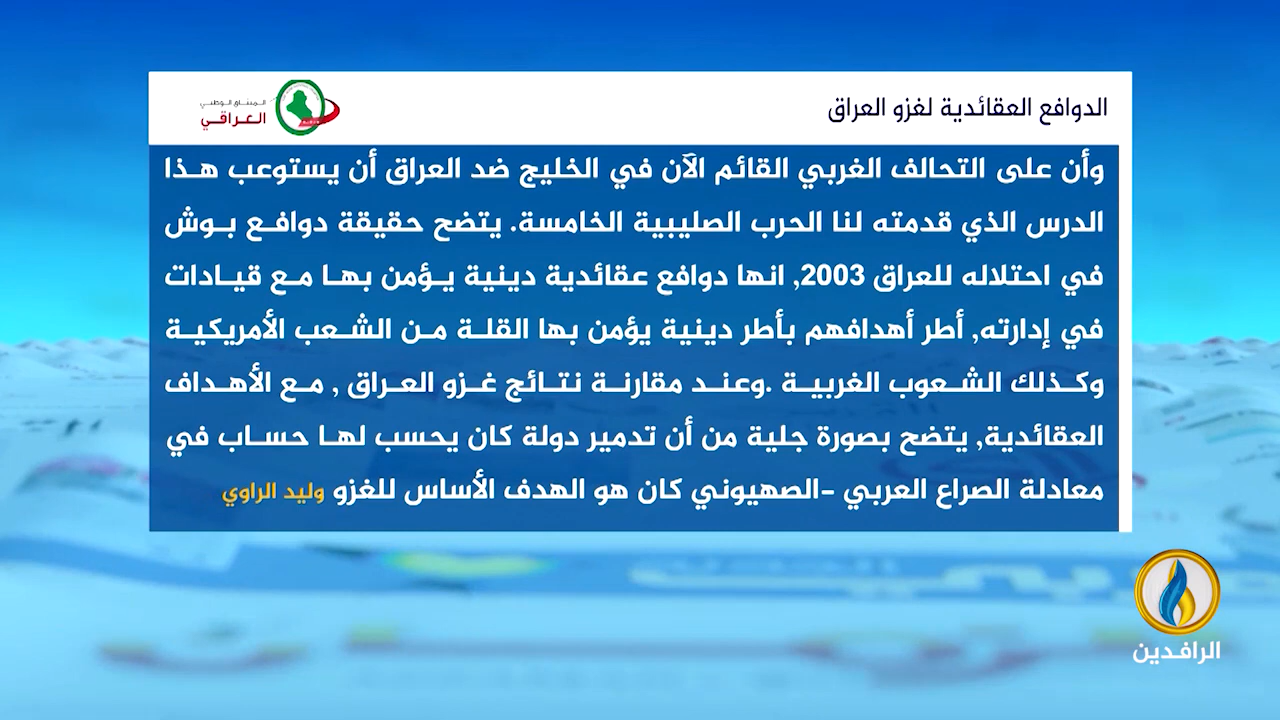 الدوافع العقائدية لغزو العراق
الميثاق الوطني
العراقي
وأن على التحالف الغربي القائم الآن في الخليج ضد العراق أن يستوعب هذا
الدرس الذي قدمته لنا الحرب الصليبية الخامسة. يتضح حقيقة دوافع بوش
في احتلاله للعراق 2003, انها دوافع عقائدية دينية يؤمن بها مع قيادات
في إدارته, أطر أهدافهم بأطر دينية يؤمن بها القلة من الشعب الأمريكية
وكذلك الشعوب الغربية .وعند مقارنة نتائج غزو العراق , مع الأهداف
العقائدية, يتضح بصورة جلية من أن تدمير دولة كان يحسب لها حساب في
معادلة الصراع العربي -الصهيوني كان هو الهدف الأساس للغزو وليد الراوي
الرافدين